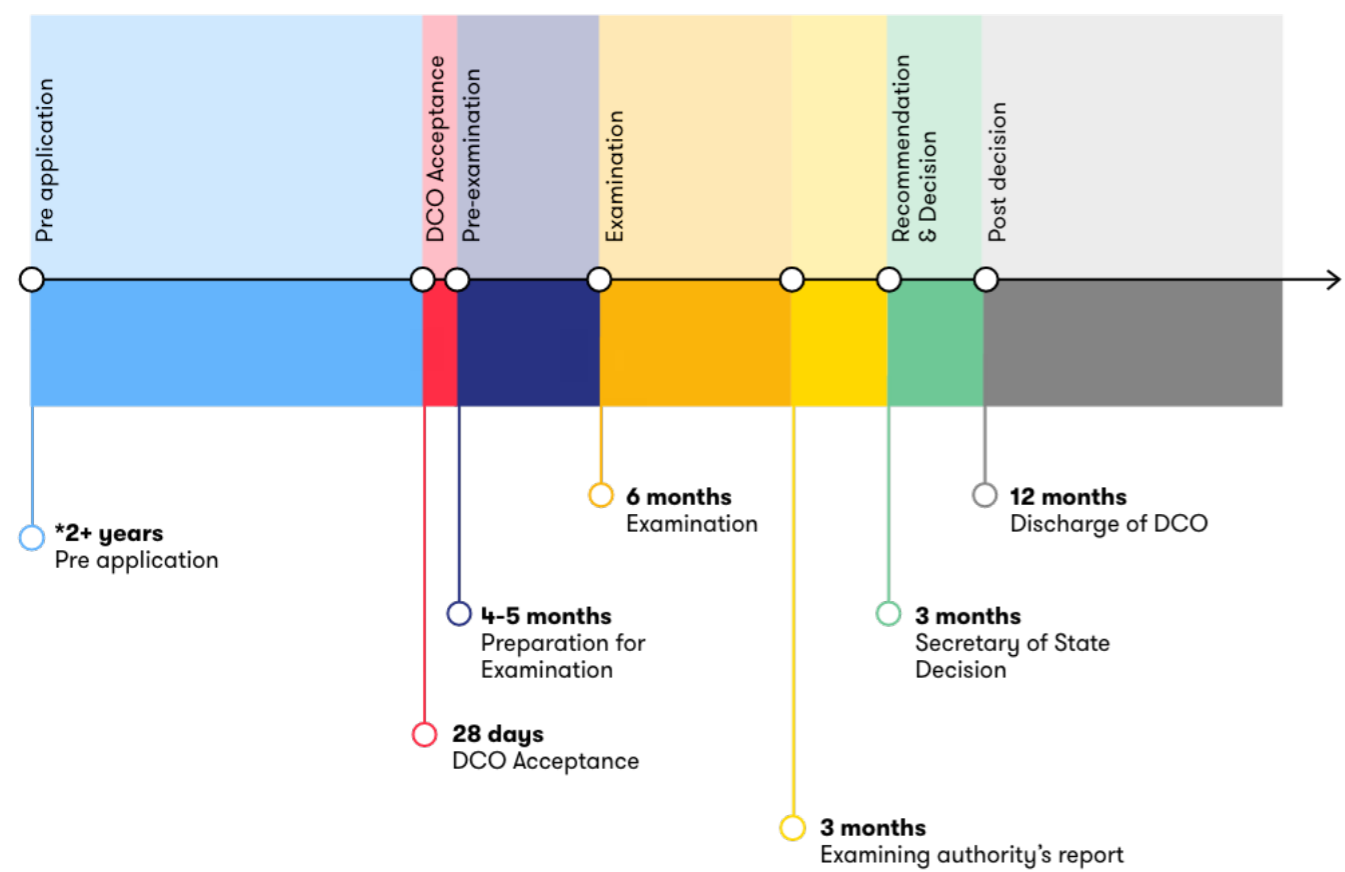 Pre application
DCO Acceptance
Pre-examination
Examination
Recommendation
& Decision
Post decision
*2+ years
Pre application
28 days
DCO Acceptance
4-5 months
Preparation for
Examination
6 months
Examination
3 months
Examining authority's report
3 months
Secretary of State
Decision
12 months
Discharge of DCO